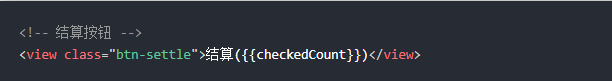 <!-- 结算按钮 -->
<view class="btn-settle">结算({{checkedCount}})</view>